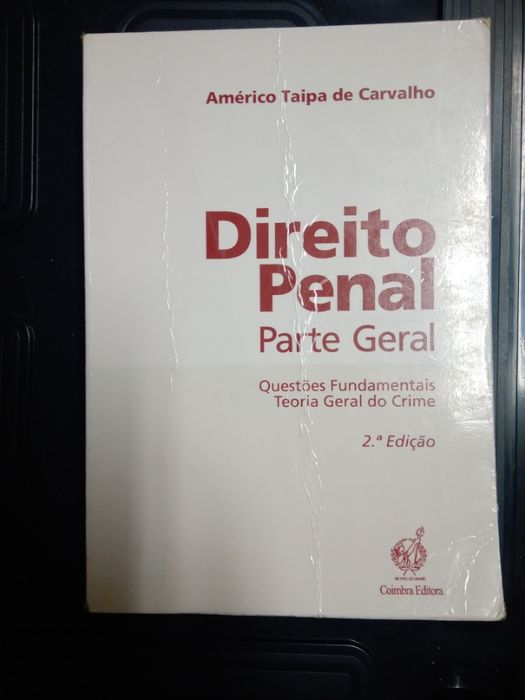 Américo Taipa de Carvalho
Direito
Penal
Parte Geral
Questões Fundamentais
Teoria Geral do Crime
2.ª Edição
Coimbra Editora